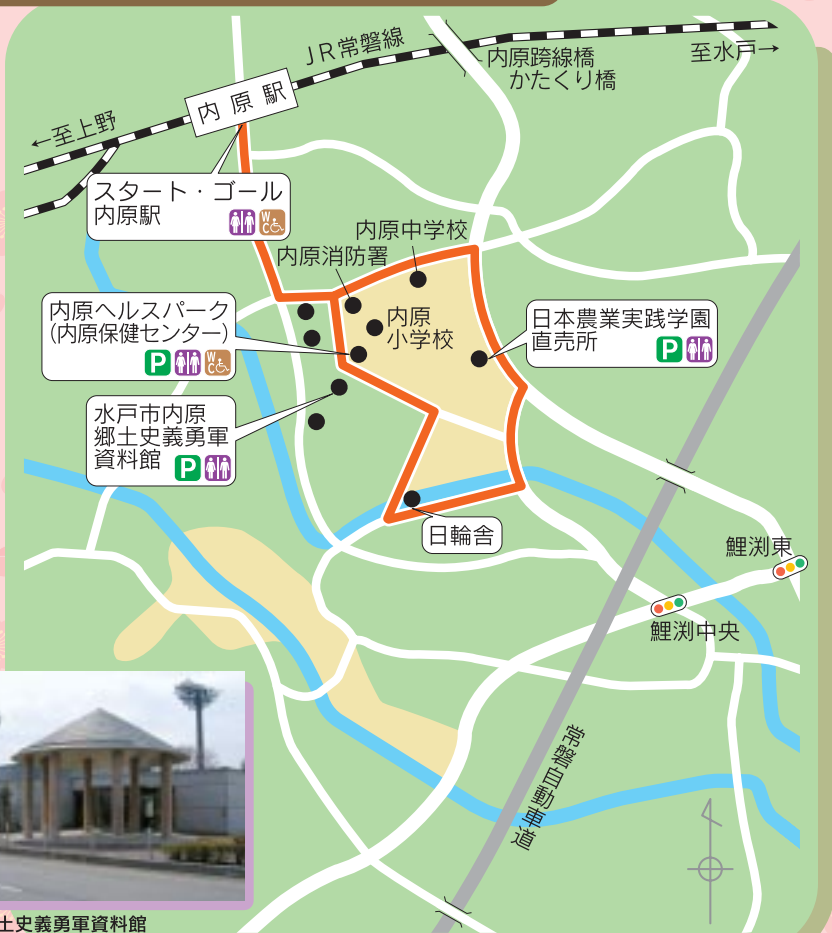 JR常磐線
内原跨線橋
かたくり橋
至水戸→
内原駅
←至上野
スタート・ゴール
内原駅
WC
内原中学校
内原消防署
内原ヘルスパーク
(内原保健センター)
P
WC
内原
小学校
日本農業実践学園
直売所
P
水戸市内原
郷土史義勇軍
資料館
P
日輪舎
鯉渕東
鯉渕中央
常磐自動車道
土史義勇軍資料館